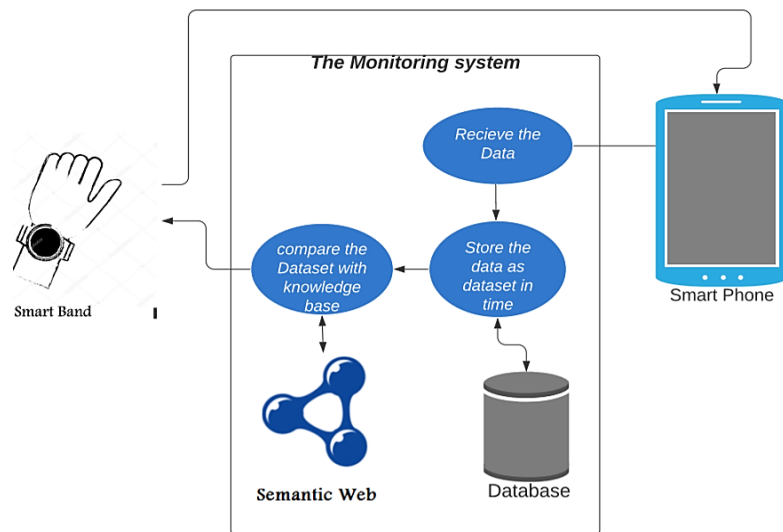 The Monitoring system
Recieve the
Data
Store the
data as
dataset in
time
compare the
Dataset with
knowledge
base
Smart Band
Smart Phone
Semantic Web
Database